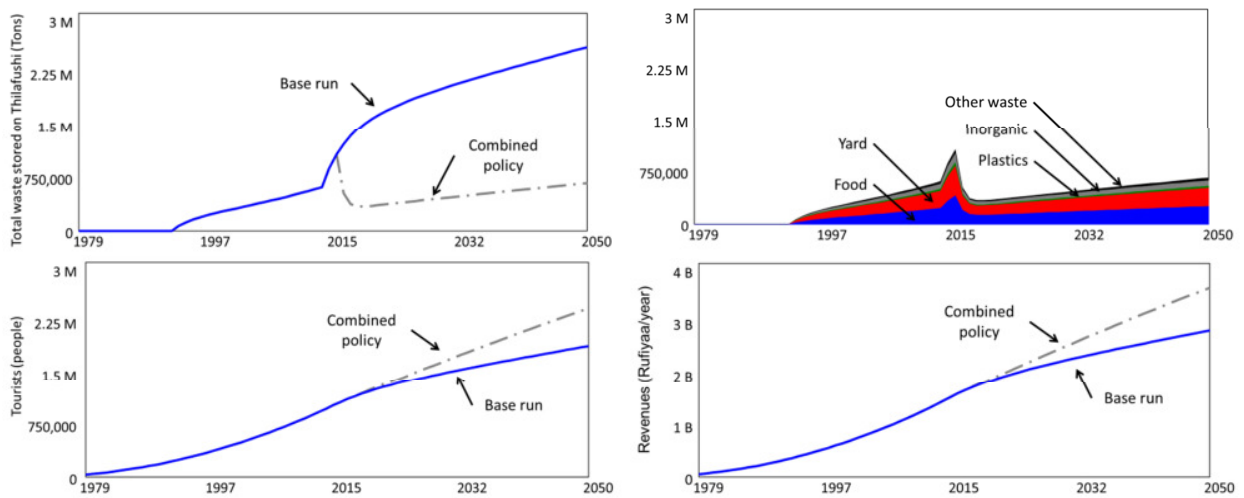 Total waste stored on Thilafushi (Tons)
3 M
2.25 M
1.5 M
750,000
0
1979
1997
2015
2032
2050
Base run
Combined
policy
3 M
2.25 M
1.5 M
750,000
0
1979
1997
2015
2032
2050
Other waste
Inorganic
Plastics
Yard
Food
Tourists (people)
3 M
2.25 M
1.5 M
750,000
0
1979
1997
2015
2032
2050
Combined
policy
Base run
Revenues (Rufiyaa/year)
4 B
3 B
2 B
1 B
0
1979
1997
2015
2032
2050
Combined
policy
Base run